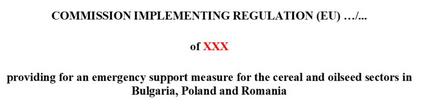 COMMISSION IMPLEMENTING REGULATION (EU) …/...
of XXX
providing for an emergency support measure for the cereal and oilseed sectors in
Bulgaria, Poland and Romania